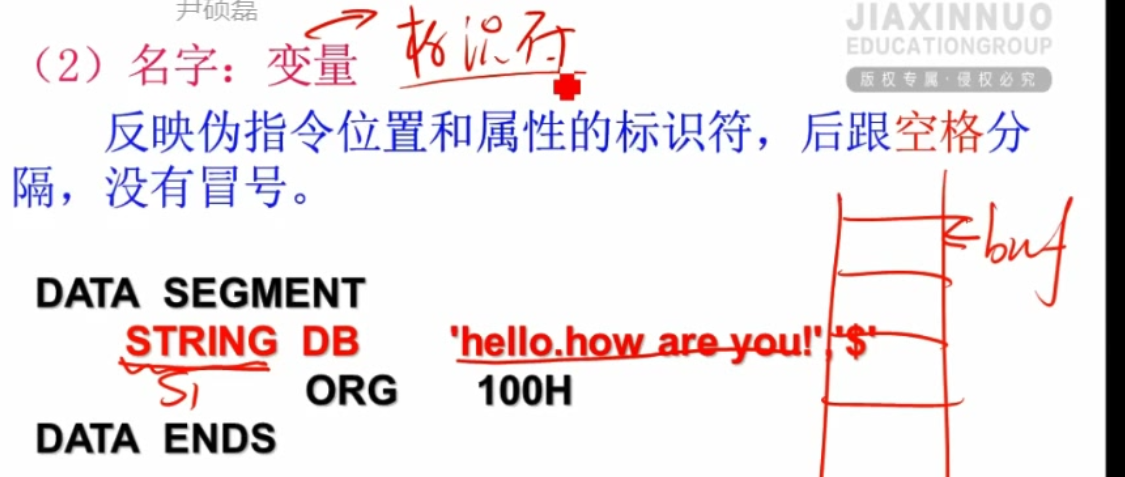 尹硕磊
JIAXINNUO
EDUCATIONGROUP
版权专属·侵权必究
（2）名字：变量 标识符
反映伪指令位置和属性的标识符，后跟空格分
隔，没有冒号。
buf
DATA SEGMENT
STRING DB 'hello.how are you!','$'
S1
ORG 100H
DATA ENDS